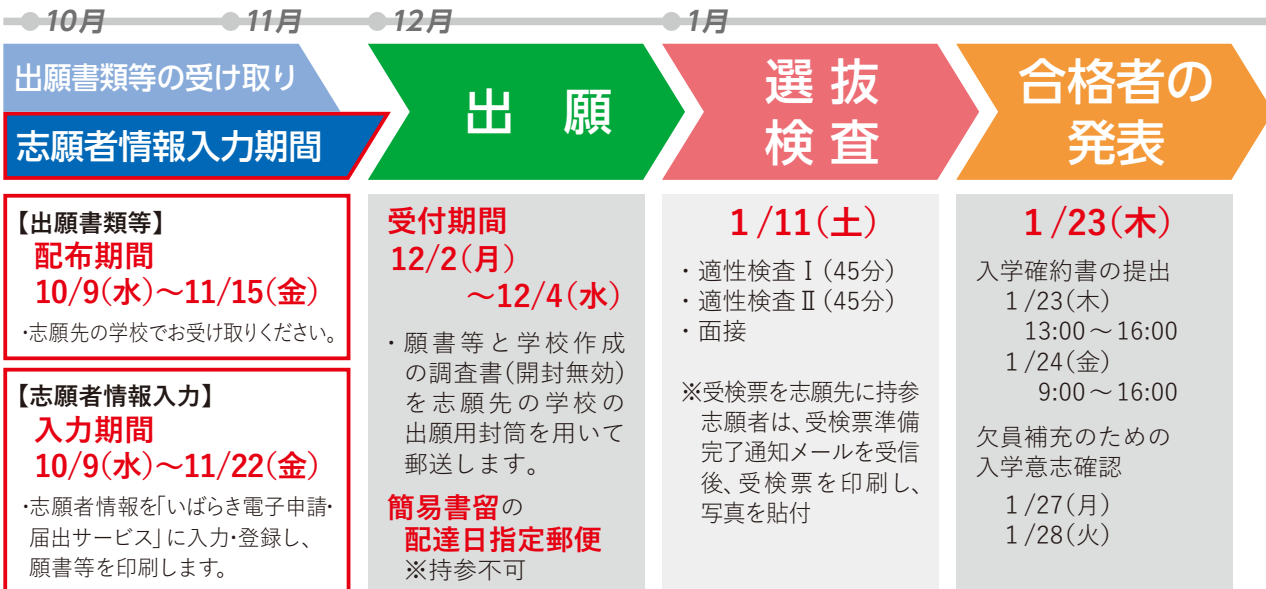 10月
11月
12月
1月
出願書類等の受け取り
志願者情報入力期間
出 願
選 抜
検 査
合格者の
発表
【出願書類等】
配布期間
10/9(水)～11/15(金)
・志願先の学校でお受け取りください。
【志願者情報入力】
入力期間
10/9(水)～11/22(金)
・志願者情報を「いばらき電子申請・
届出サービス」に入力・登録し、
願書等を印刷します。
受付期間
12/2(月)
～12/4(水)
・願書等と学校作成
の調査書(開封無効)
を志願先の学校の
出願用封筒を用いて
郵送します。
簡易書留の
配達日指定郵便
※持参不可
1/11(土)
・適性検査Ⅰ(45分)
・適性検査Ⅱ(45分)
・面接
※受検票を志願先に持参
志願者は、受検票準備
完了通知メールを受信
後、受検票を印刷し、
写真を貼付
1/23(木)
入学確約書の提出
1/23(木)
13:00～16:00
1/24(金)
9:00～16:00
欠員補充のための
入学意志確認
1/27(月)
1/28(火)